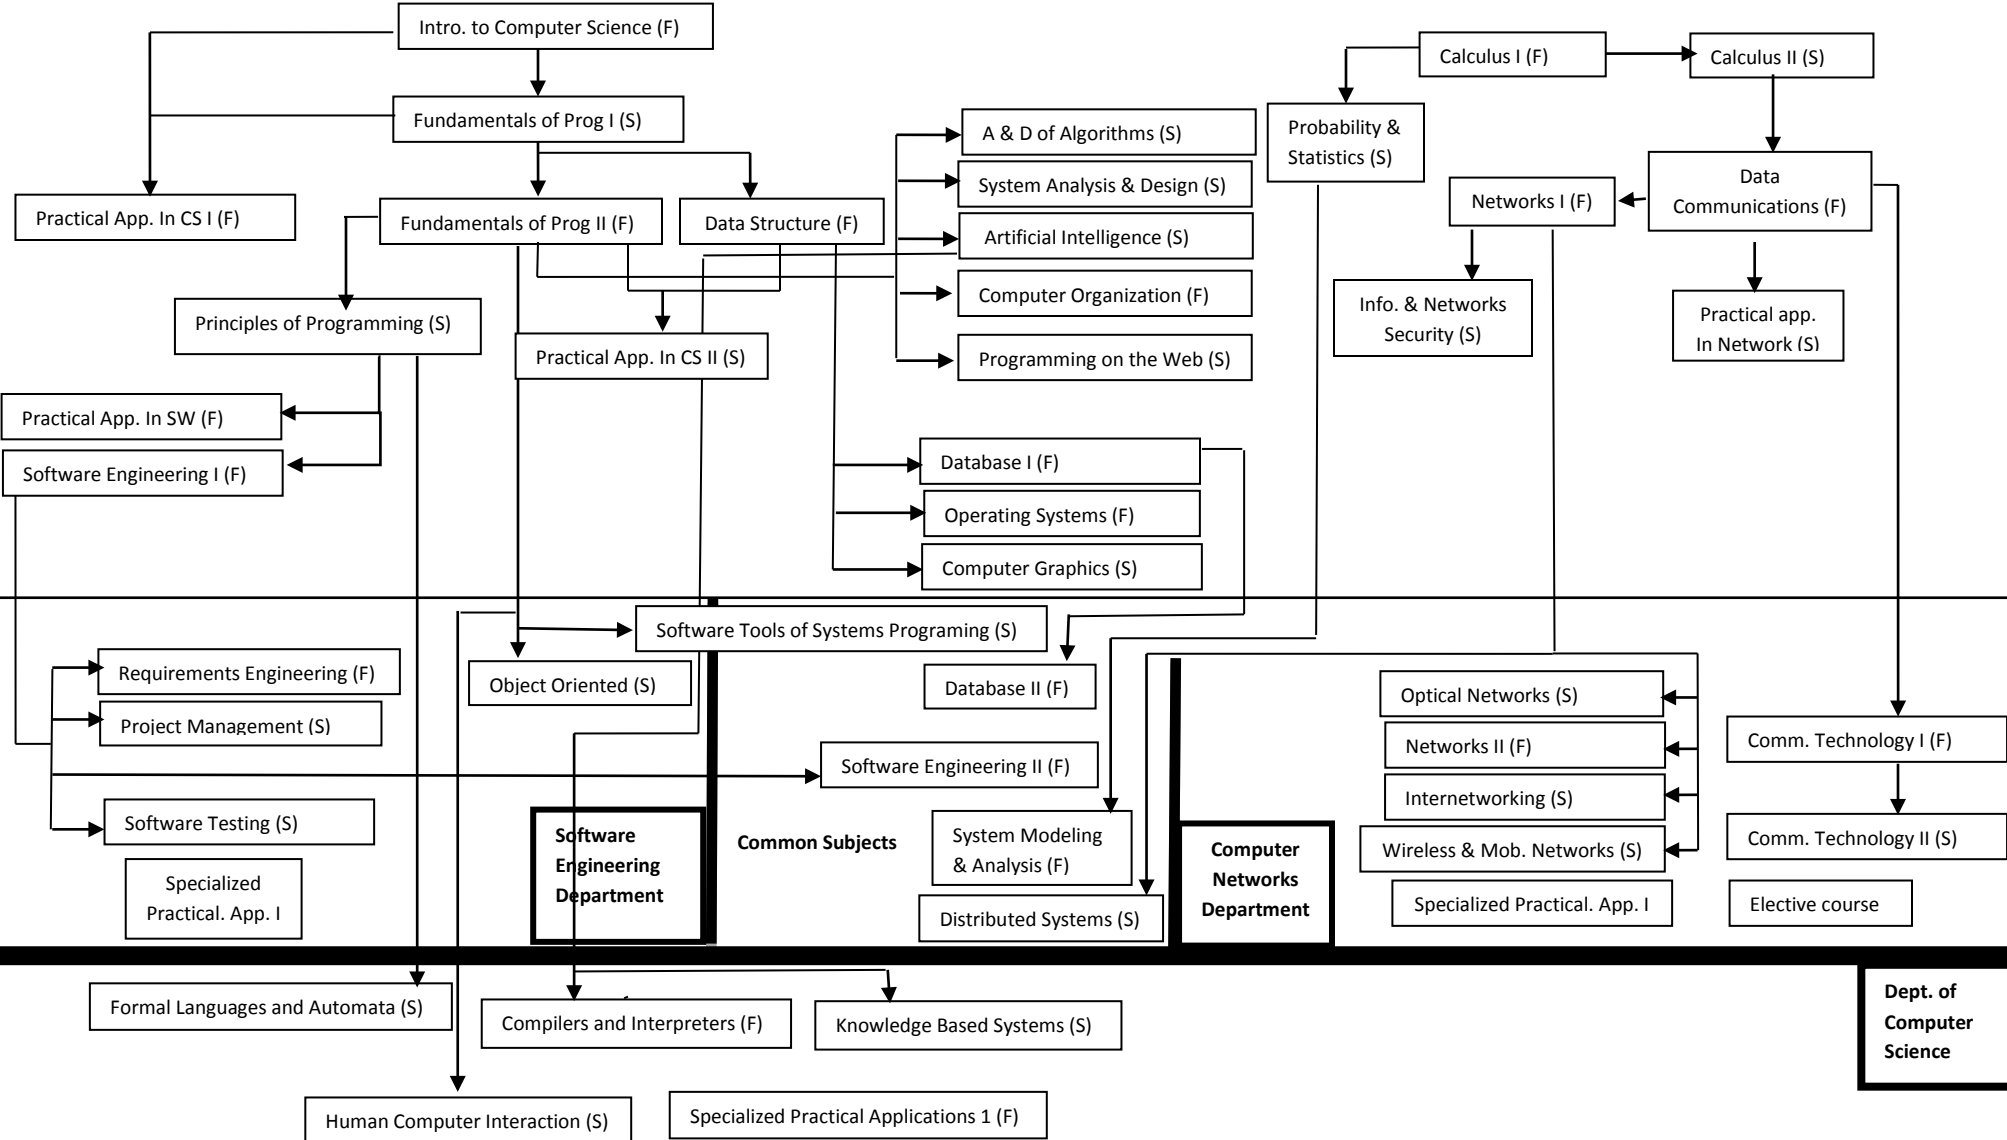 Intro. to Computer Science (F)
Calculus I (F)
Calculus II (S)
Fundamentals of Prog I (S)
A & D of Algorithms (S)
Probability &
Statistics (S)
System Analysis & Design (S)
Data
Communications (F)
Networks I (F)
Practical App. In CS I (F)
Fundamentals of Prog II (F)
Data Structure (F)
Artificial Intelligence (S)
Computer Organization (F)
Info. & Networks
Security (S)
Practical app.
In Network (S)
Principles of Programming (S)
Practical App. In CS II (S)
Programming on the Web (S)
Practical App. In SW (F)
Software Engineering I (F)
Database I (F)
Operating Systems (F)
Computer Graphics (S)
Software Tools of Systems Programing (S)
Requirements Engineering (F)
Object Oriented (S)
Database II (F)
Optical Networks (S)
Project Management (S)
Networks II (F)
Comm. Technology I (F)
Software Engineering II (F)
Internetworking (S)
Software Testing (S)
Software
Engineering
Department
Common Subjects
System Modeling
& Analysis (F)
Computer
Networks
Department
Wireless & Mob. Networks (S)
Comm. Technology II (S)
Specialized
Practical. App. I
Distributed Systems (S)
Specialized Practical. App. I
Elective course
Formal Languages and Automata (S)
Compilers and Interpreters (F)
Knowledge Based Systems (S)
Dept. of
Computer
Science
Human Computer Interaction (S)
Specialized Practical Applications 1 (F)